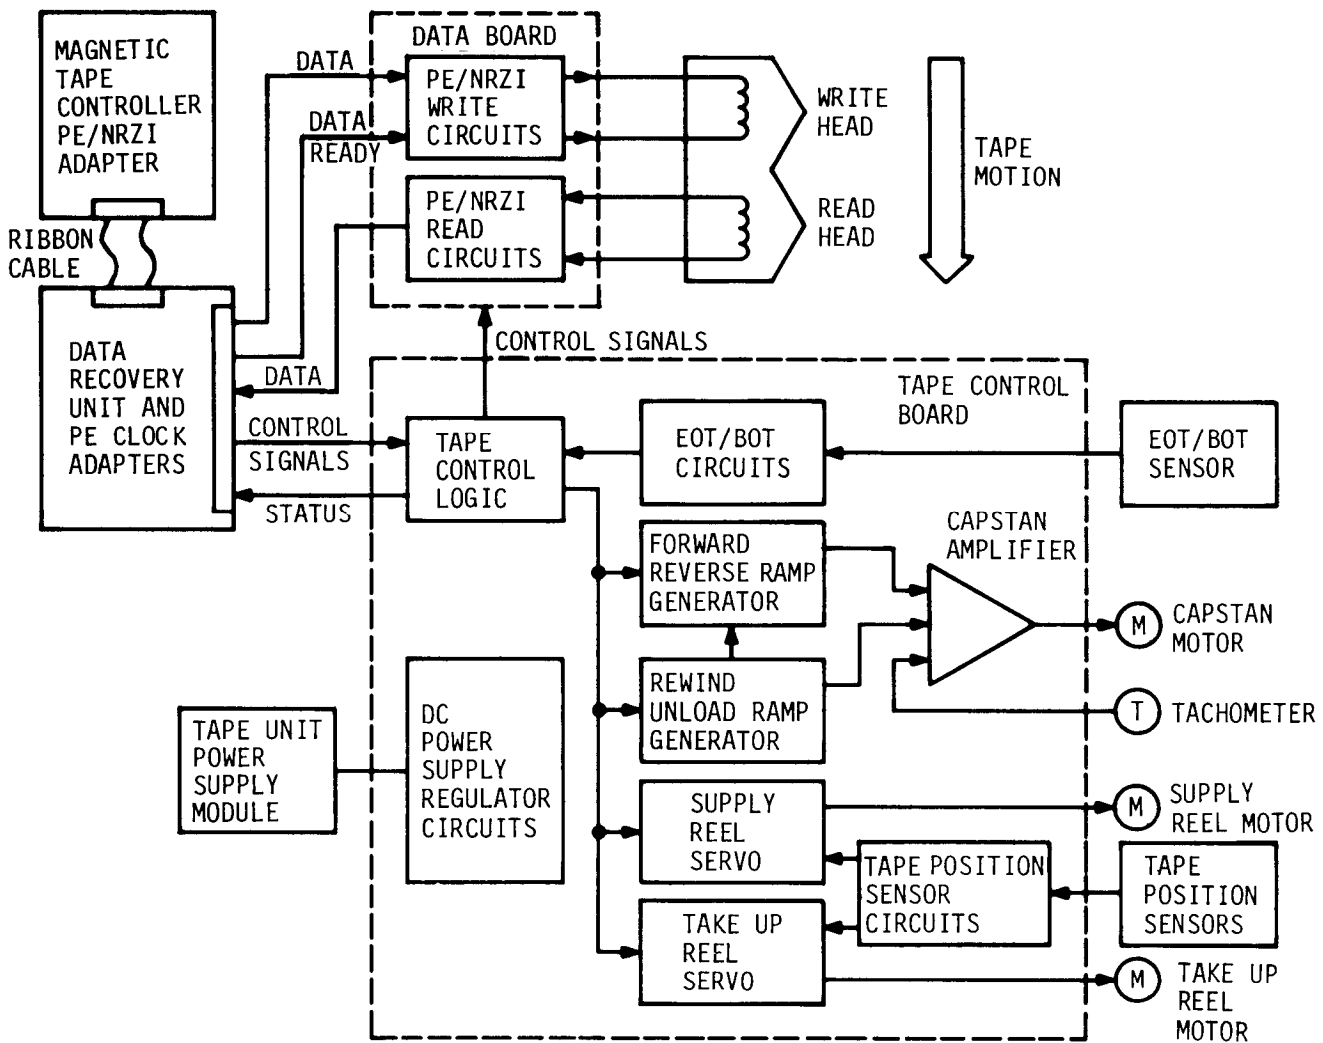 MAGNETIC
TAPE
CONTROLLER
PE/NRZI
ADAPTER
RIBBON
CABLE
DATA
RECOVERY
UNIT AND
PE CLOCK
ADAPTERS
DATA
DATA
READY
DATA
CONTROL
SIGNALS
STATUS
DATA BOARD
PE/NRZI
WRITE
CIRCUITS
PE/NRZI
READ
CIRCUITS
WRITE
HEAD
READ
HEAD
TAPE
MOTION
CONTROL SIGNALS
TAPE CONTROL
BOARD
TAPE
CONTROL
LOGIC
EOT/BOT
CIRCUITS
EOT/BOT
SENSOR
FORWARD
REVERSE RAMP
GENERATOR
CAPSTAN
AMPLIFIER
M
CAPSTAN
MOTOR
REWIND
UNLOAD RAMP
GENERATOR
T
TACHOMETER
TAPE UNIT
POWER
SUPPLY
MODULE
DC
POWER
SUPPLY
REGULATOR
CIRCUITS
SUPPLY
REEL
SERVO
M
SUPPLY
REEL MOTOR
TAPE POSITION
SENSOR
CIRCUITS
TAPE
POSITION
SENSORS
TAKE UP
REEL
SERVO
M
TAKE UP
REEL
MOTOR